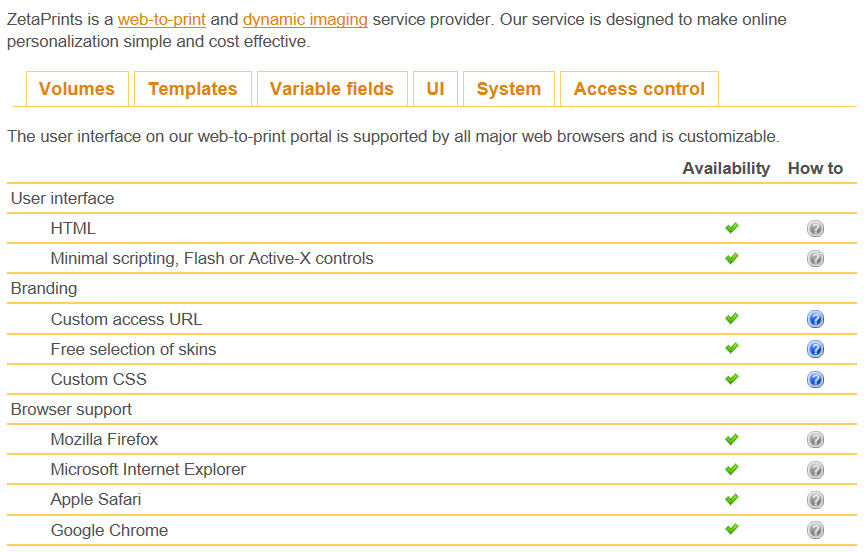 ZetaPrints is a web-to-print and dynamic imaging service provider. Our service is designed to make online
personalization simple and cost effective.
Volumes Templates Variable fields UI System Access control
The user interface on our web-to-print portal is supported by all major web browsers and is customizable.
Availability How to
User interface
HTML
Minimal scripting, Flash or Active-X controls
Branding
Custom access URL
Free selection of skins
Custom CSS
Browser support
Mozilla Firefox
Microsoft Internet Explorer
Apple Safari
Google Chrome